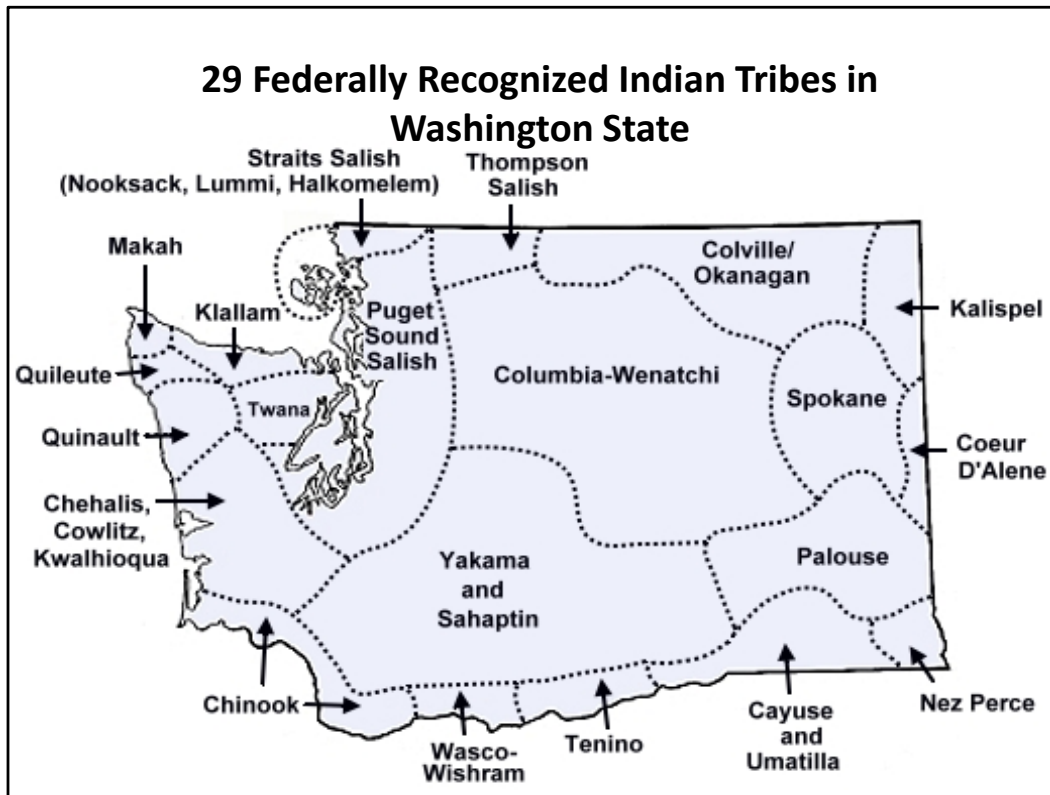 29 Federally Recognized Indian Tribes in
Washington State
Straits Salish
(Nooksack, Lummi, Halkomelem)
Thompson
Salish
Makah
Colville/
Okanagan
Klallam
Puget
Sound
Salish
Kalispel
Quileute
Columbia-Wenatchi
Spokane
Twana
Quinault
Coeur
D'Alene
Chehalis,
Cowlitz,
Kwalhioqua
Yakama
and
Sahaptin
Palouse
Chinook
Wasco-
Wishram
Tenino
Cayuse
and
Umatilla
Nez Perce